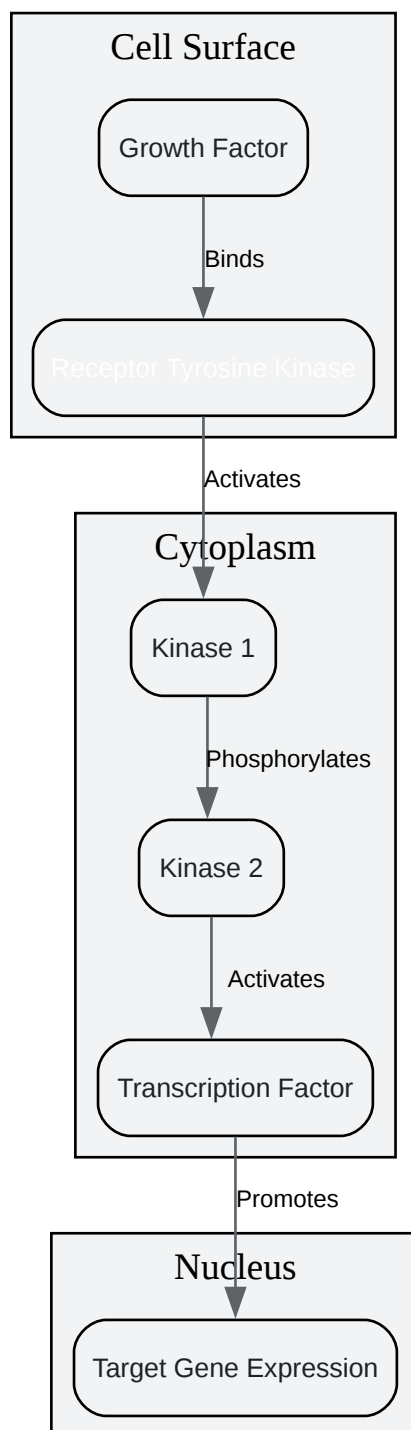 Cell Surface
Growth Factor
Binds
Receptor Tyrosine Kinase
Activates
Cytoplasm
Kinase 1
Phosphorylates
Kinase 2
Activates
Transcription Factor
Promotes
Nucleus
Target Gene Expression